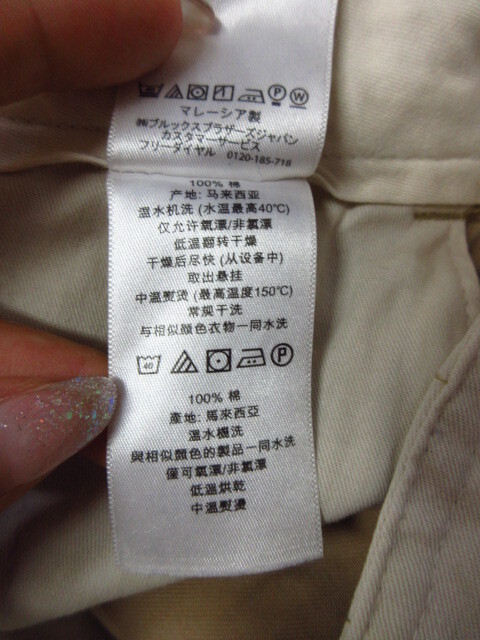 40
P
W
マレーシア製
㈱ブルックスブラザーズジャパン
カスタマーサービス
フリーダイヤル 0120-185-718
100% 棉
产地: 马来西亚
温水机洗 (水温最高40°C)
仅允许氧漂/非氯漂
低温翻转干燥
干燥后尽快 (从设备中)
取出悬挂
中温熨烫 (最高温度150°C)
常规干洗
与相似颜色衣物一同水洗
40
P
100% 棉
產地: 馬來西亞
溫水機洗
與相似顏色的製品一同水洗
僅可氧漂/非氯漂
低溫烘乾
中溫熨燙